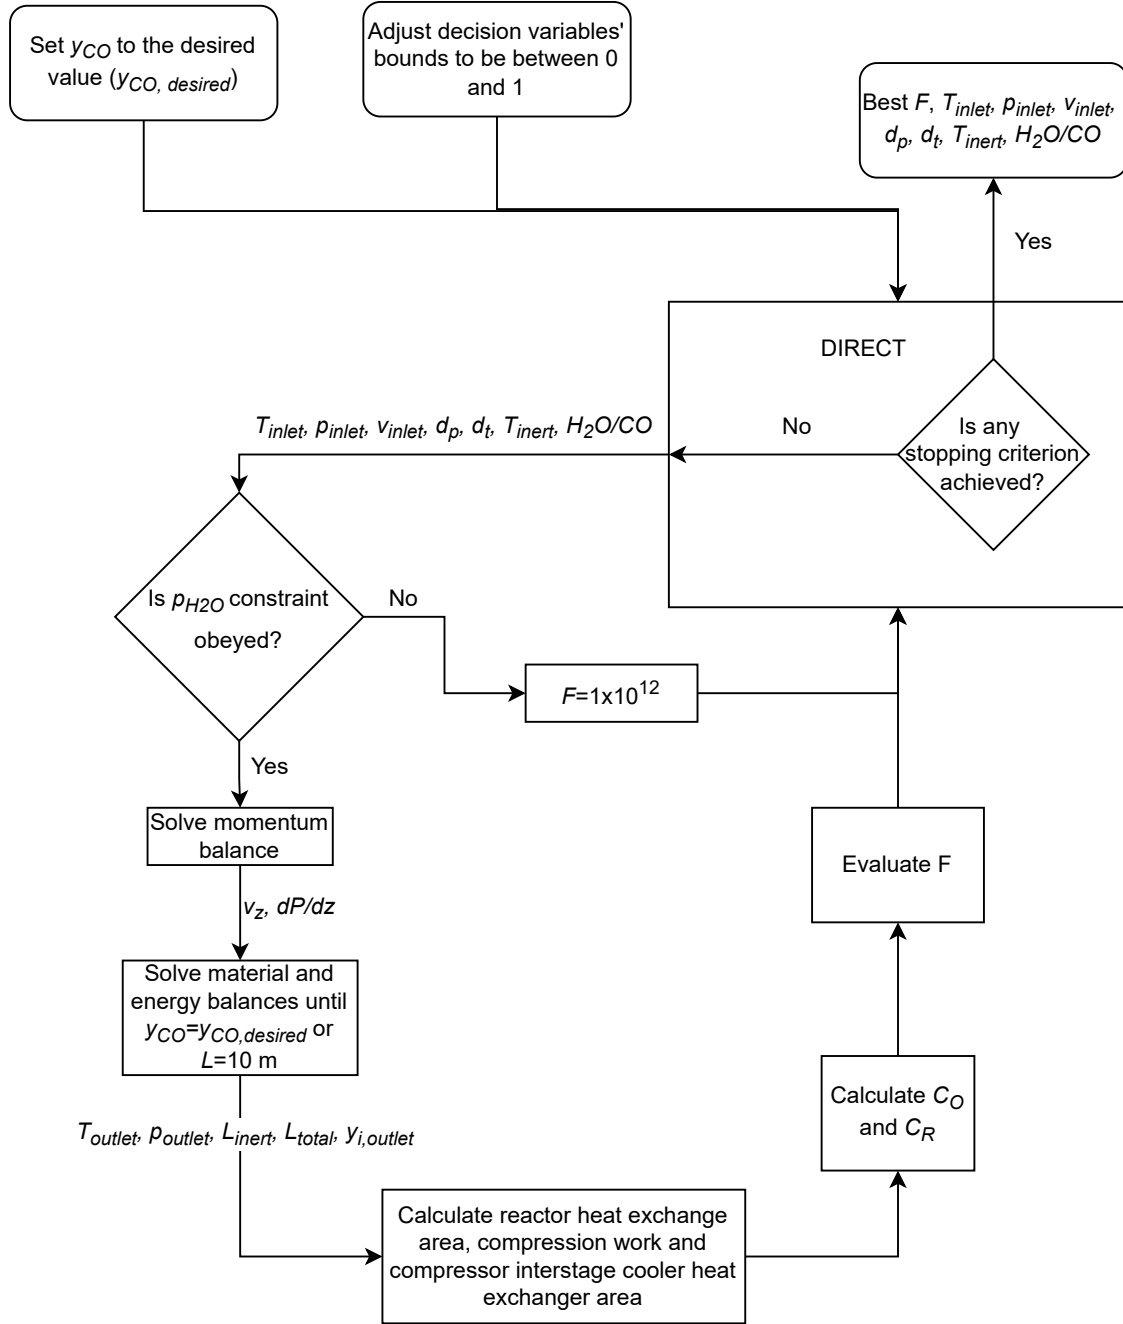 Set y_CO to the desired
value (y_CO, desired)
Adjust decision variables'
bounds to be between 0
and 1
Best F, T_inlet, p_inlet, v_inlet,
d_p, d_t, T_inert, H_2O/CO
Yes
DIRECT
Is any
stopping criterion
achieved?
No
T_inlet, p_inlet, v_inlet, d_p, d_t, T_inert, H_2O/CO
Is p_H2O constraint
obeyed?
No
F=1x10^12
Yes
Solve momentum
balance
v_z, dP/dz
Solve material and
energy balances until
y_CO=y_CO,desired or
L=10 m
T_outlet, p_outlet, L_inert, L_total, y_i,outlet
Calculate reactor heat exchange
area, compression work and
compressor interstage cooler heat
exchanger area
Calculate C_O
and C_R
Evaluate F